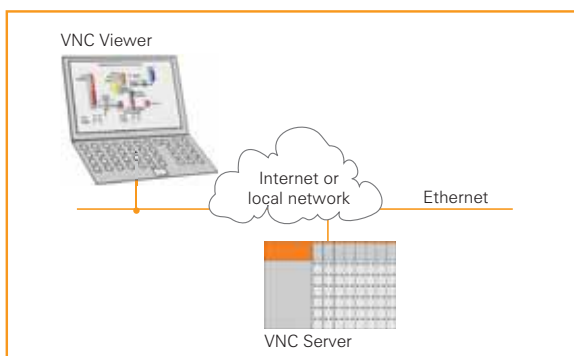 VNC Viewer
Internet or
local network
Ethernet
VNC Server